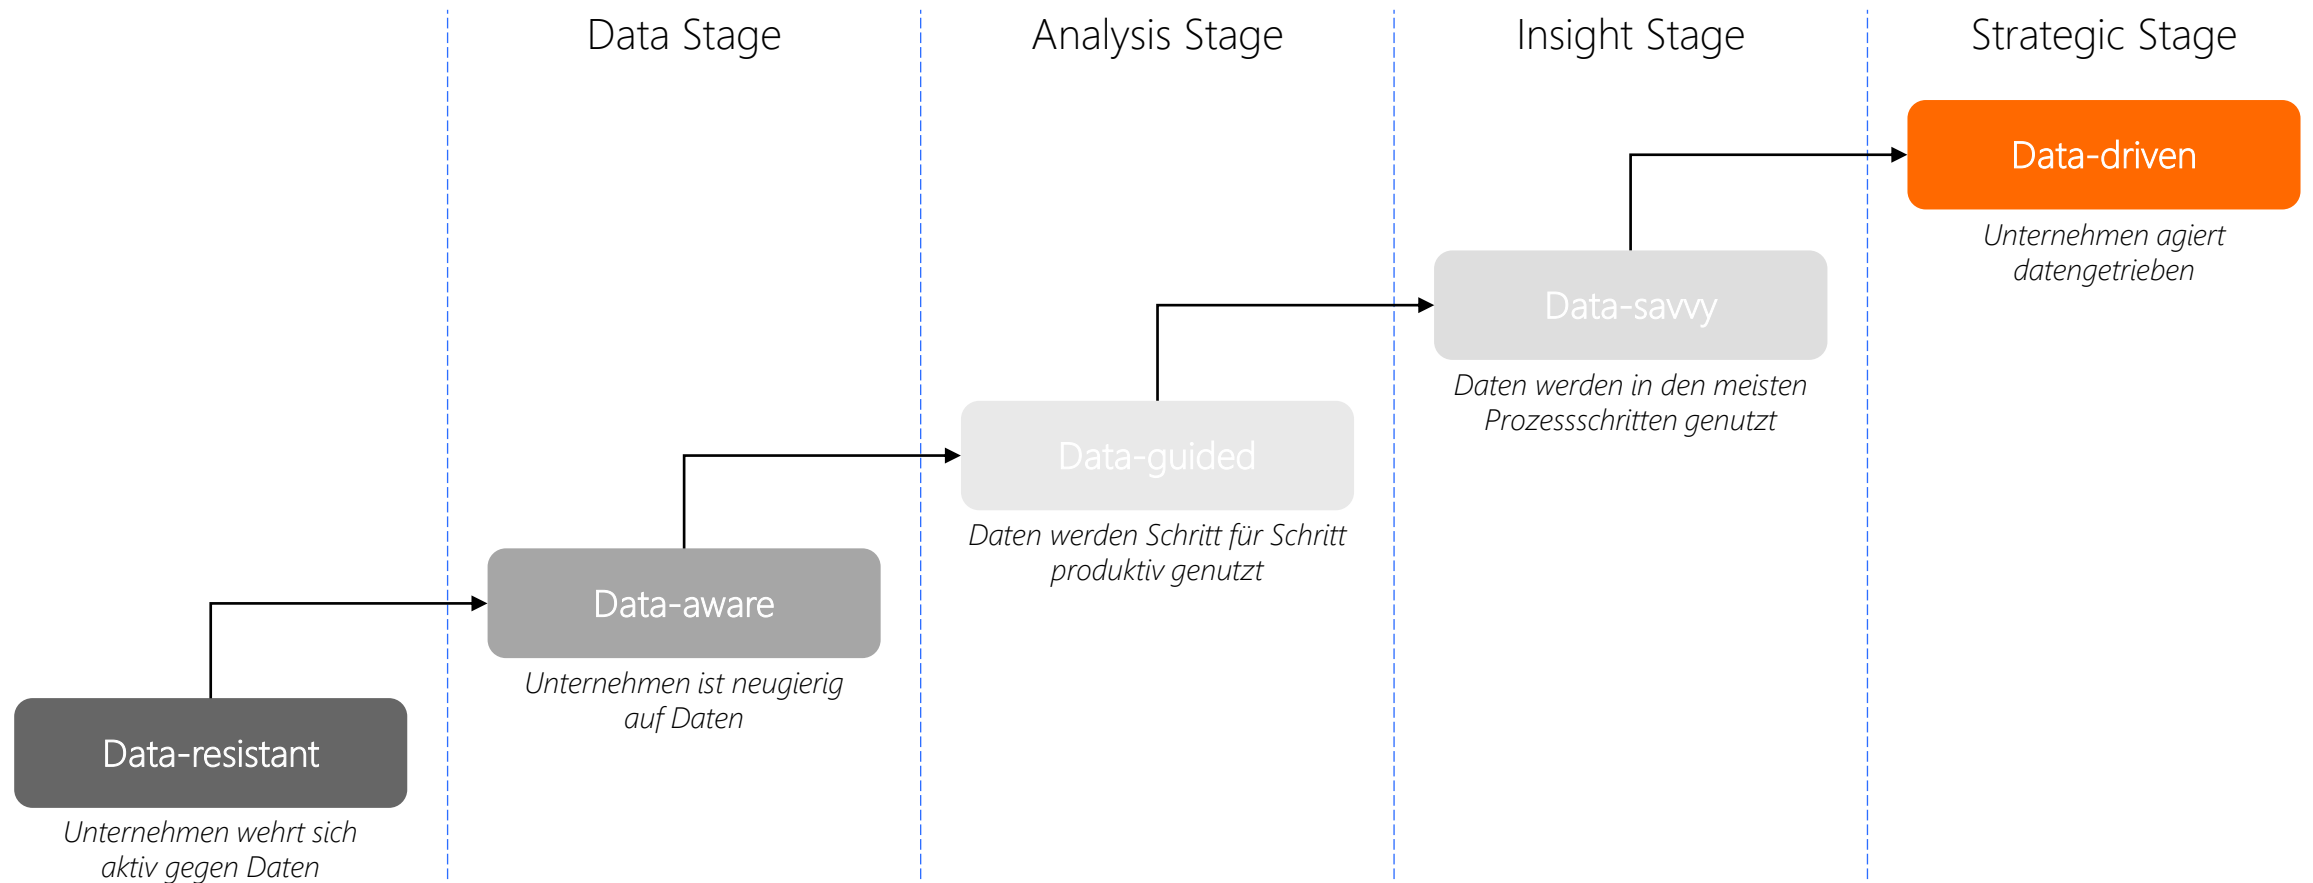 Data Stage
Analysis Stage
Insight Stage
Strategic Stage
Data-driven
Unternehmen agiert
datengetrieben
Data-savvy
Daten werden in den meisten
Prozessschritten genutzt
Data-guided
Daten werden Schritt für Schritt
produktiv genutzt
Data-aware
Unternehmen ist neugierig
auf Daten
Data-resistant
Unternehmen wehrt sich
aktiv gegen Daten